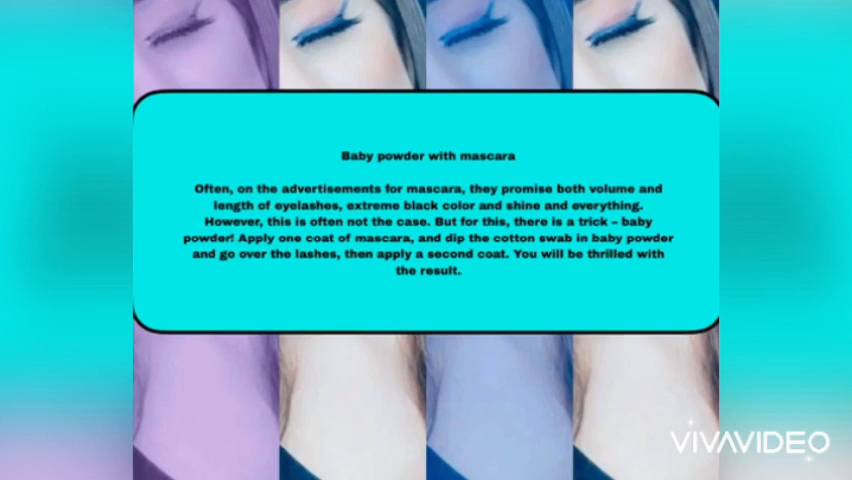 Baby powder with mascara
Often, on the advertisements for mascara, they promise both volume and
length of eyelashes, extreme black color and shine and everything.
However, this is often not the case. But for this, there is a trick – baby
powder! Apply one coat of mascara, and dip the cotton swab in baby powder
and go over the lashes, then apply a second coat. You will be thrilled with
the result.
VIVAVIDEO